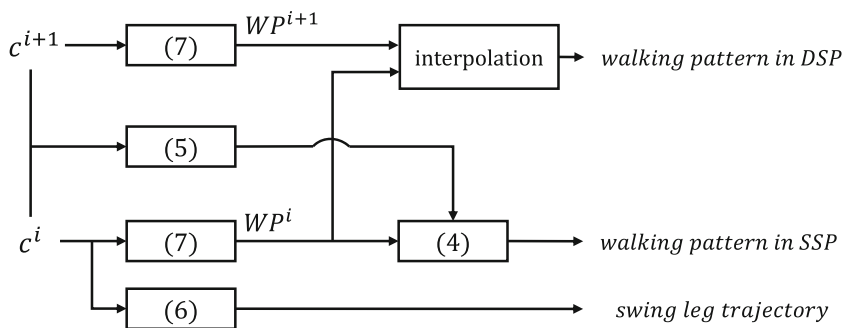 c^{i+1} (7) WP^{i+1} interpolation walking pattern in DSP
(5)
c^i (7) WP^i (4) walking pattern in SSP
(6) swing leg trajectory